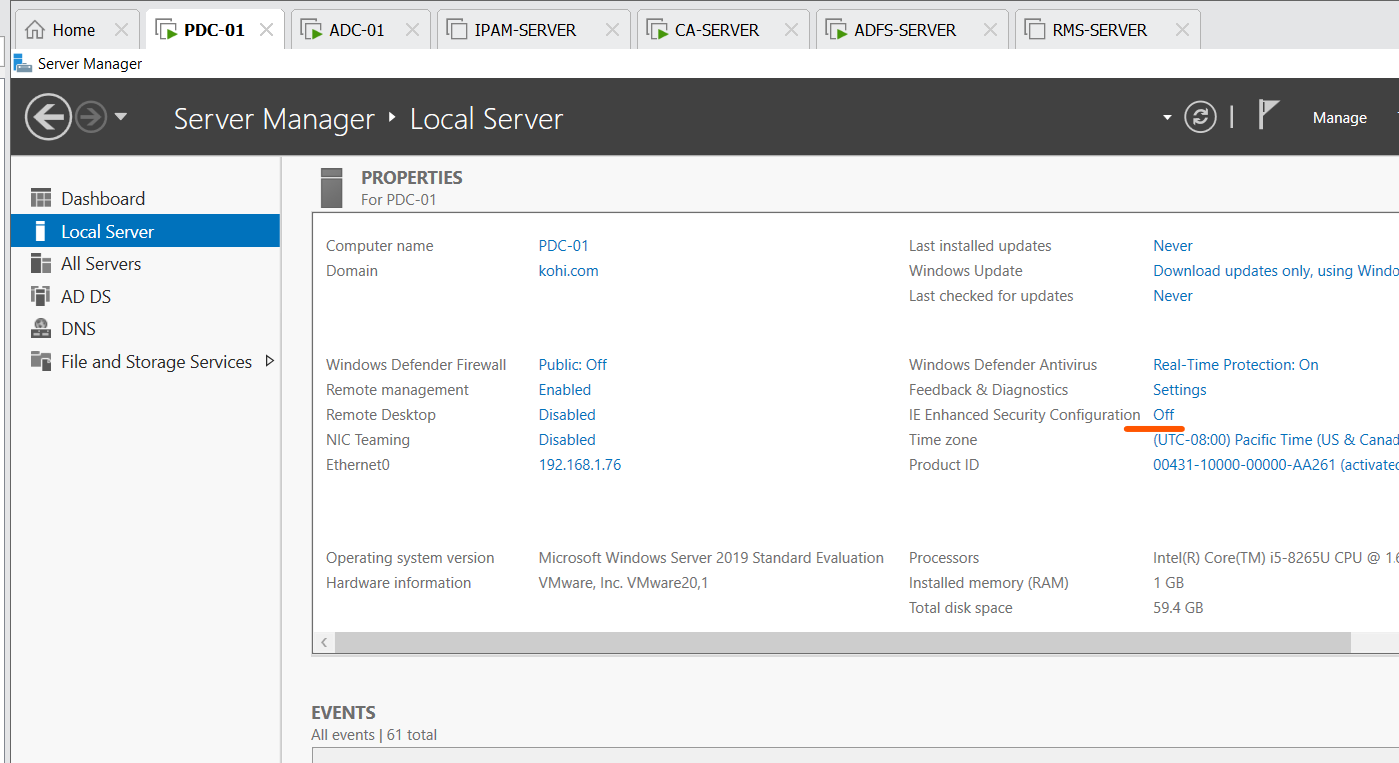 Home PDC-01 ADC-01 IPAM-SERVER CA-SERVER ADFS-SERVER RMS-SERVER
Server Manager
Server Manager Local Server Manage
Dashboard
Local Server
All Servers
AD DS
DNS
File and Storage Services
PROPERTIES
For PDC-01
Computer name PDC-01 Last installed updates Never
Domain kohi.com Windows Update Download updates only, using Windo
Last checked for updates Never
Windows Defender Firewall Public: Off Windows Defender Antivirus Real-Time Protection: On
Remote management Enabled Feedback & Diagnostics Settings
Remote Desktop Disabled IE Enhanced Security Configuration Off
NIC Teaming Disabled Time zone (UTC-08:00) Pacific Time (US & Canad
Ethernet0 192.168.1.76 Product ID 00431-10000-00000-AA261 (activated
Operating system version Microsoft Windows Server 2019 Standard Evaluation Processors Intel(R) Core(TM) i5-8265U CPU @ 1.6
Hardware information VMware, Inc. VMware20,1 Installed memory (RAM) 1 GB
Total disk space 59.4 GB
EVENTS
All events | 61 total